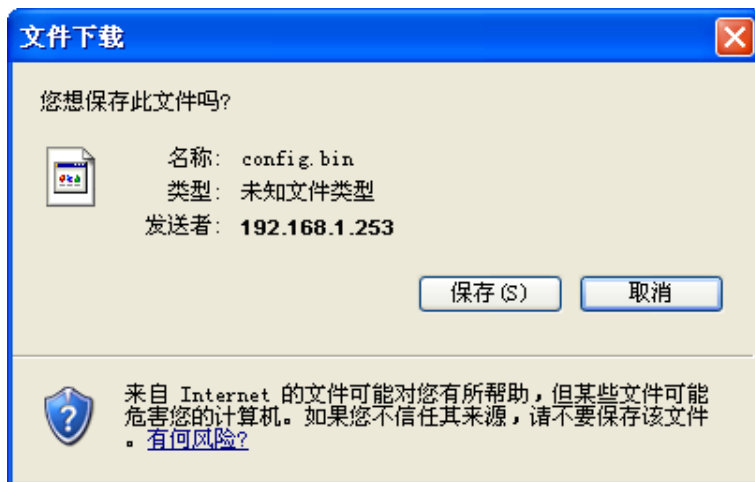 文件下载
您想保存此文件吗?
名称: config.bin
类型: 未知文件类型
发送者: 192.168.1.253
保存(S) 取消
来自 Internet 的文件可能对您有所帮助,但某些文件可能
危害您的计算机。如果您不信任其来源,请不要保存该文件
。有何风险?